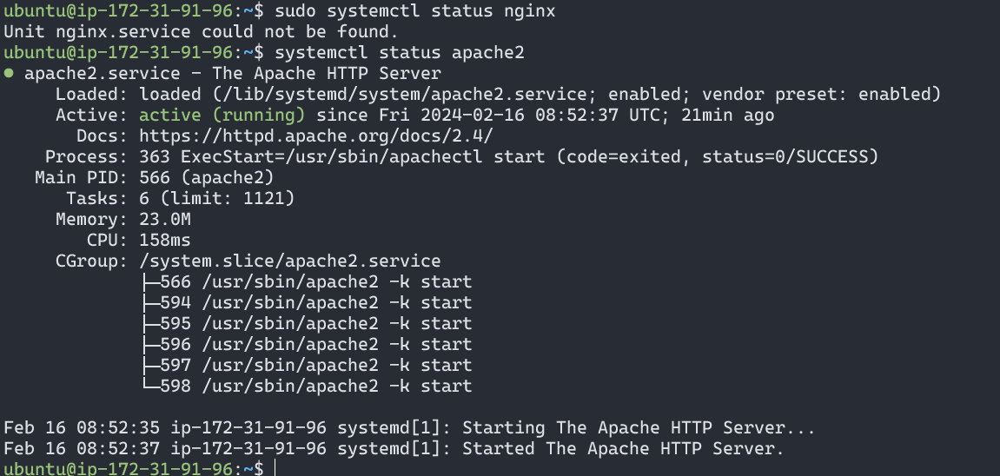 ubuntu@ip-172-31-91-96:~$ sudo systemctl status nginx
Unit nginx.service could not be found.
ubuntu@ip-172-31-91-96:~$ systemctl status apache2
● apache2.service - The Apache HTTP Server
     Loaded: loaded (/lib/systemd/system/apache2.service; enabled; vendor preset: enabled)
     Active: active (running) since Fri 2024-02-16 08:52:37 UTC; 21min ago
       Docs: https://httpd.apache.org/docs/2.4/
    Process: 363 ExecStart=/usr/sbin/apachectl start (code=exited, status=0/SUCCESS)
   Main PID: 566 (apache2)
      Tasks: 6 (limit: 1121)
     Memory: 23.0M
        CPU: 158ms
     CGroup: /system.slice/apache2.service
             ├─566 /usr/sbin/apache2 -k start
             ├─594 /usr/sbin/apache2 -k start
             ├─595 /usr/sbin/apache2 -k start
             ├─596 /usr/sbin/apache2 -k start
             ├─597 /usr/sbin/apache2 -k start
             └─598 /usr/sbin/apache2 -k start

Feb 16 08:52:35 ip-172-31-91-96 systemd[1]: Starting The Apache HTTP Server...
Feb 16 08:52:37 ip-172-31-91-96 systemd[1]: Started The Apache HTTP Server.
ubuntu@ip-172-31-91-96:~$